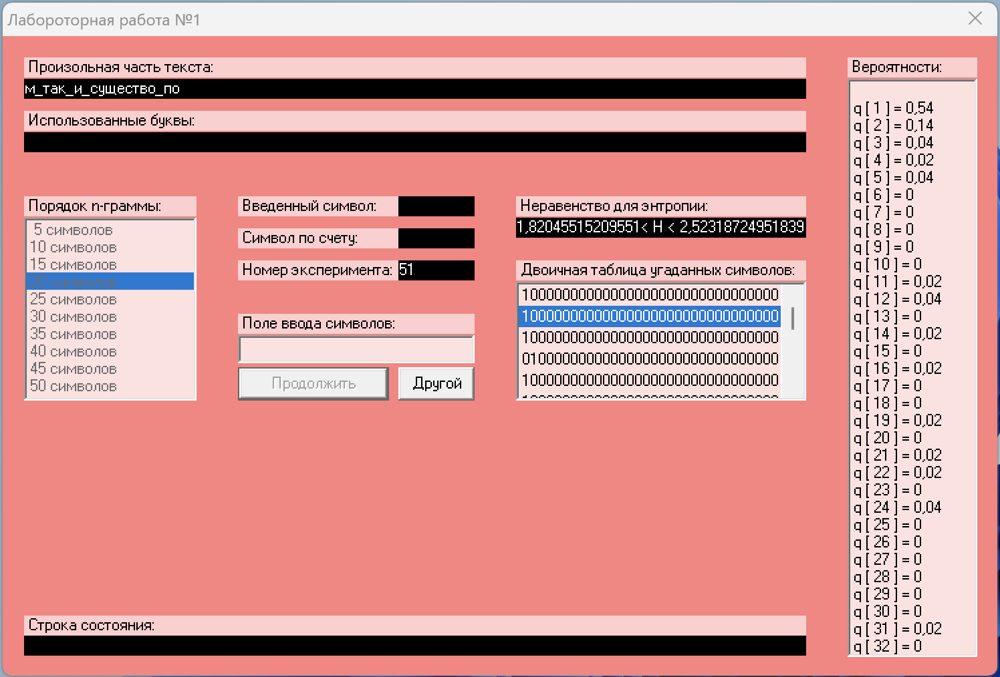 Лабороторная работа №1
Произольная часть текста:
м_так_и_существо_по
Использованные буквы:
Порядок n-граммы:
5 символов
10 символов
15 символов
20 символов
25 символов
30 символов
35 символов
40 символов
45 символов
50 символов
Введенный символ:
Символ по счету:
Номер эксперимента: 51
Поле ввода символов:
Продолжить
Другой
Неравенство для энтропии:
1,82045515209551< H < 2,52318724951839
Двоичная таблица угаданных символов:
10000000000000000000000000000000
10000000000000000000000000000000
10000000000000000000000000000000
01000000000000000000000000000000
10000000000000000000000000000000
Строка состояния:
Вероятности:
q [ 1 ] = 0,54
q [ 2 ] = 0,14
q [ 3 ] = 0,04
q [ 4 ] = 0,02
q [ 5 ] = 0,04
q [ 6 ] = 0
q [ 7 ] = 0
q [ 8 ] = 0
q [ 9 ] = 0
q [ 10 ] = 0
q [ 11 ] = 0,02
q [ 12 ] = 0,04
q [ 13 ] = 0
q [ 14 ] = 0,02
q [ 15 ] = 0
q [ 16 ] = 0,02
q [ 17 ] = 0
q [ 18 ] = 0
q [ 19 ] = 0,02
q [ 20 ] = 0
q [ 21 ] = 0,02
q [ 22 ] = 0,02
q [ 23 ] = 0
q [ 24 ] = 0,04
q [ 25 ] = 0
q [ 26 ] = 0
q [ 27 ] = 0
q [ 28 ] = 0
q [ 29 ] = 0
q [ 30 ] = 0
q [ 31 ] = 0,02
q [ 32 ] = 0